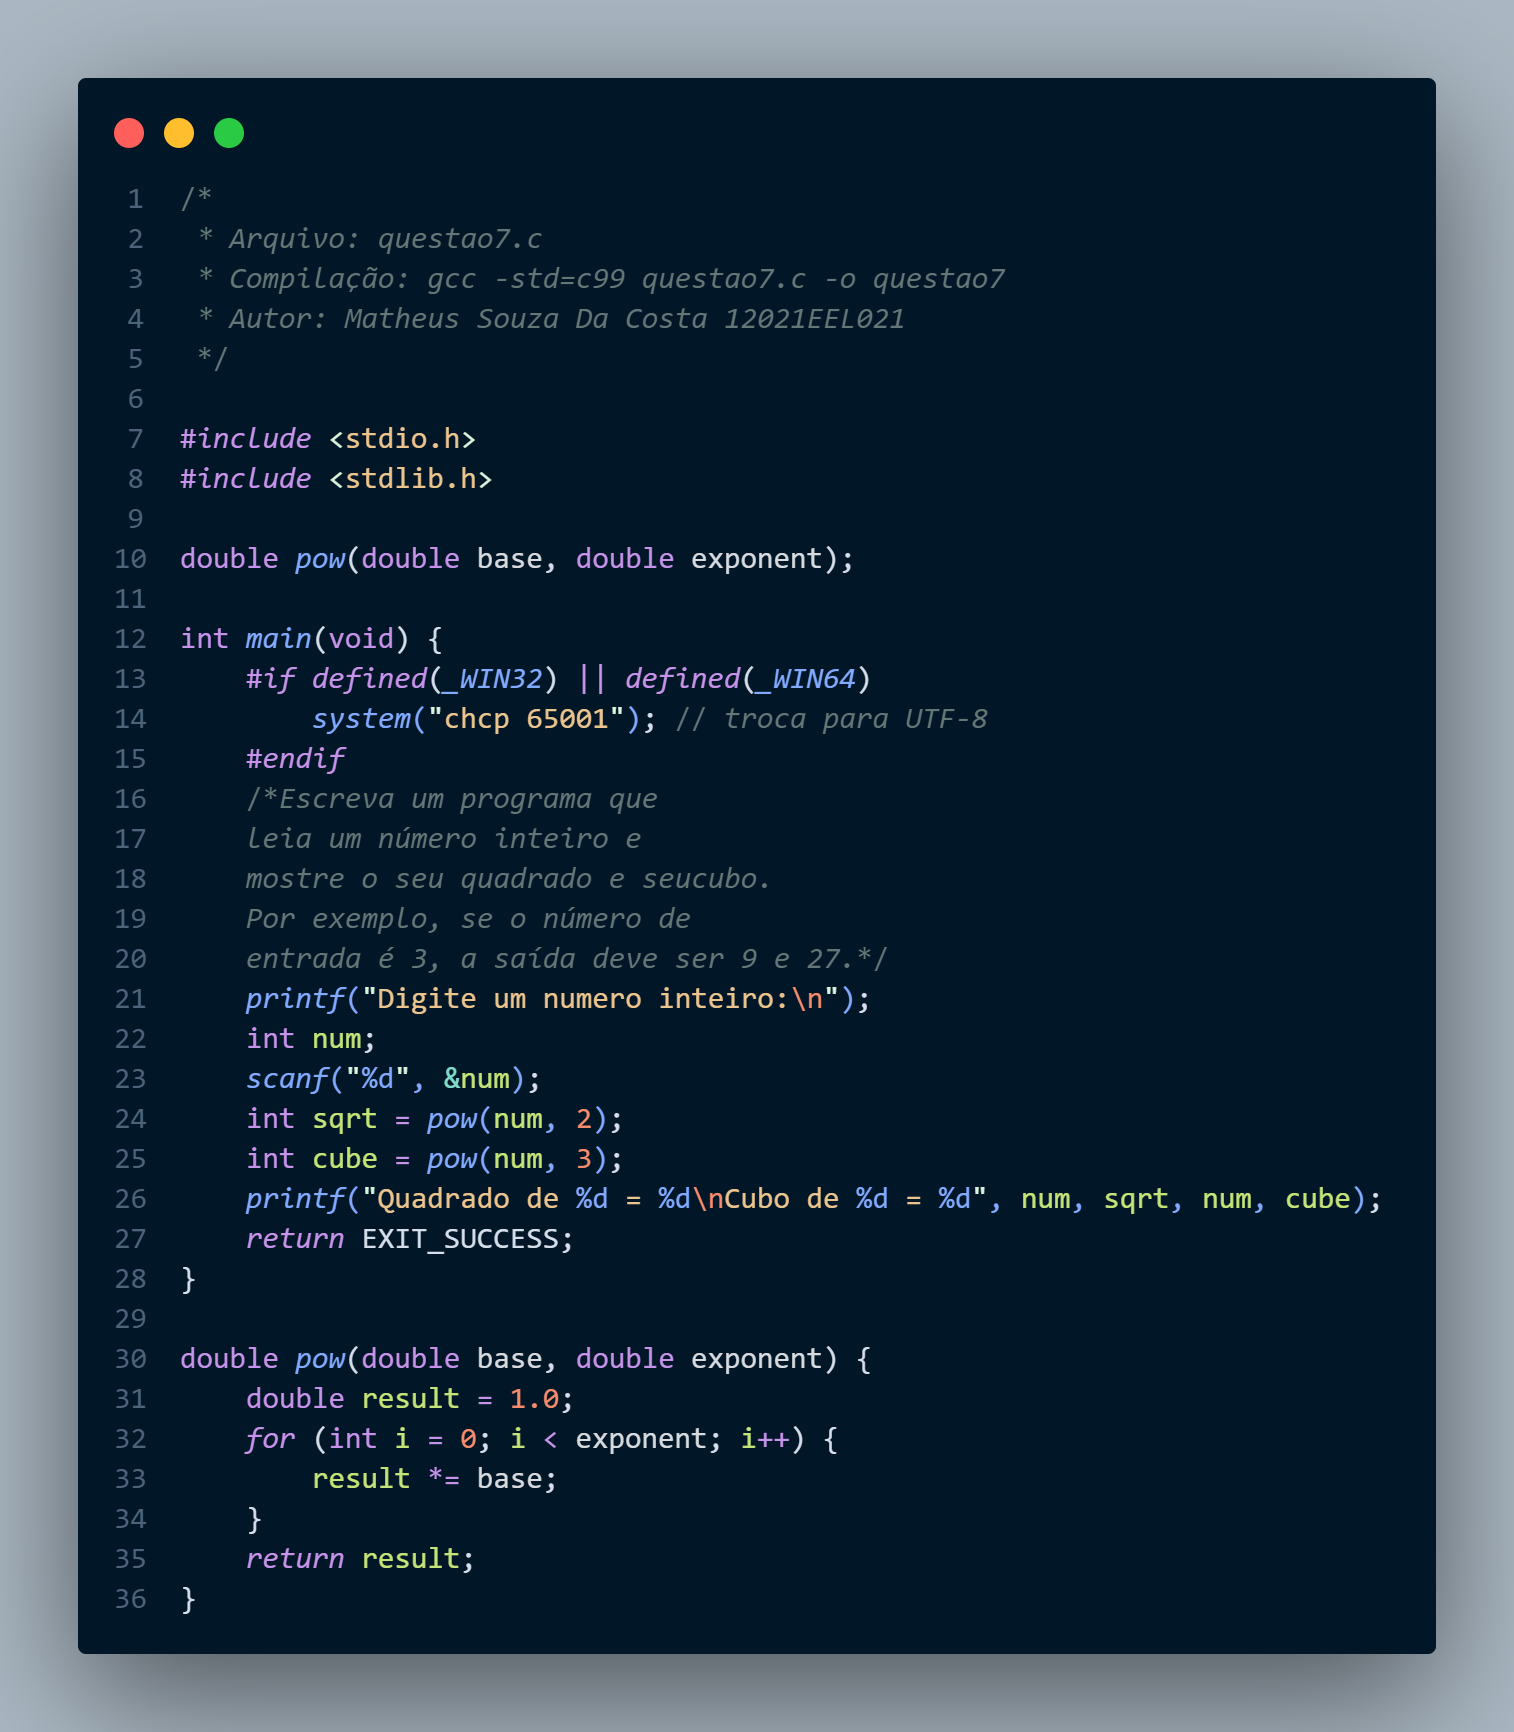 1 /*
2  * Arquivo: questao7.c
3  * Compilação: gcc -std=c99 questao7.c -o questao7
4  * Autor: Matheus Souza Da Costa 12021EEL021
5  */
6
7 #include <stdio.h>
8 #include <stdlib.h>
9
10 double pow(double base, double exponent);
11
12 int main(void) {
13     #if defined(_WIN32) || defined(_WIN64)
14         system("chcp 65001"); // troca para UTF-8
15     #endif
16     /*Escreva um programa que
17     leia um número inteiro e
18     mostre o seu quadrado e seucubo.
19     Por exemplo, se o número de
20     entrada é 3, a saída deve ser 9 e 27.*/
21     printf("Digite um numero inteiro:\n");
22     int num;
23     scanf("%d", &num);
24     int sqrt = pow(num, 2);
25     int cube = pow(num, 3);
26     printf("Quadrado de %d = %d\nCubo de %d = %d", num, sqrt, num, cube);
27     return EXIT_SUCCESS;
28 }
29
30 double pow(double base, double exponent) {
31     double result = 1.0;
32     for (int i = 0; i < exponent; i++) {
33         result *= base;
34     }
35     return result;
36 }